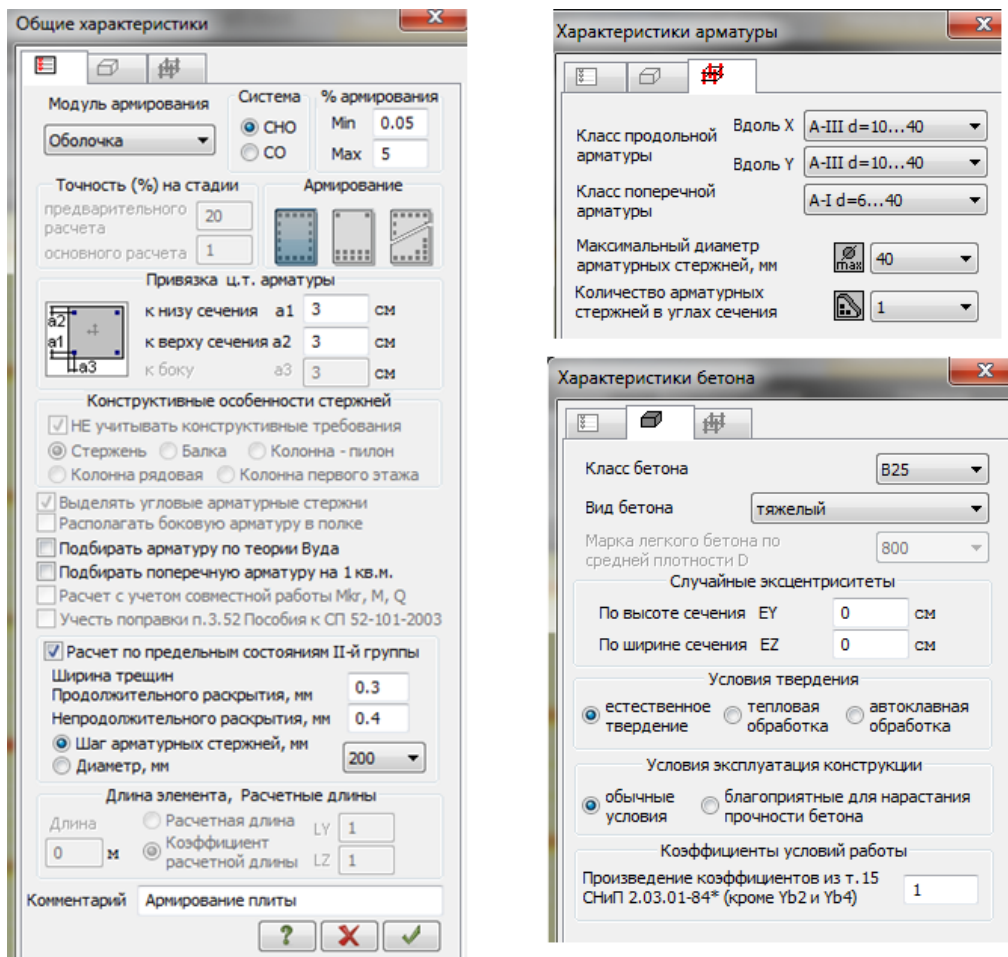 Общие характеристики
Модуль армирования
Оболочка
Система
СНО
СО
% армирования
Min 0.05
Max 5
Точность (%) на стадии
предварительного
расчета
20
основного расчета 1
Армирование
Привязка ц.т. арматуры
a2
a1
a3
к низу сечения a1 3 см
к верху сечения a2 3 см
к боку a3 3 см
Конструктивные особенности стержней
НЕ учитывать конструктивные требования
Стержень Балка Колонна - пилон
Колонна рядовая Колонна первого этажа
Выделять угловые арматурные стержни
Располагать боковую арматуру в полке
Подбирать арматуру по теории Вуда
Подбирать поперечную арматуру на 1 кв.м.
Расчет с учетом совместной работы Mkr, M, Q
Учесть поправки п.3.52 Пособия к СП 52-101-2003
Расчет по предельным состояниям II-й группы
Ширина трещин
Продолжительного раскрытия, мм 0.3
Непродолжительного раскрытия, мм 0.4
Шаг арматурных стержней, мм
Диаметр, мм
200
Длина элемента, Расчетные длины
Длина
0 м
Расчетная длина LY 1
Коэффициент
расчетной длины LZ 1
Комментарий Армирование плиты
?
Характеристики арматуры
Класс продольной
арматуры
Вдоль X A-III d=10...40
Вдоль Y A-III d=10...40
Класс поперечной
арматуры
A-I d=6...40
Максимальный диаметр
арматурных стержней, мм
max
40
Количество арматурных
стержней в углах сечения
1
Характеристики бетона
Класс бетона B25
Вид бетона тяжелый
Марка легкого бетона по
средней плотности D
800
Случайные эксцентриситеты
По высоте сечения EY 0 см
По ширине сечения EZ 0 см
Условия твердения
естественное
твердение
тепловая
обработка
автоклавная
обработка
Условия эксплуатация конструкции
обычные
условия
благоприятные для нарастания
прочности бетона
Коэффициенты условий работы
Произведение коэффициентов из т.15
СНиП 2.03.01-84* (кроме Yb2 и Yb4)
1